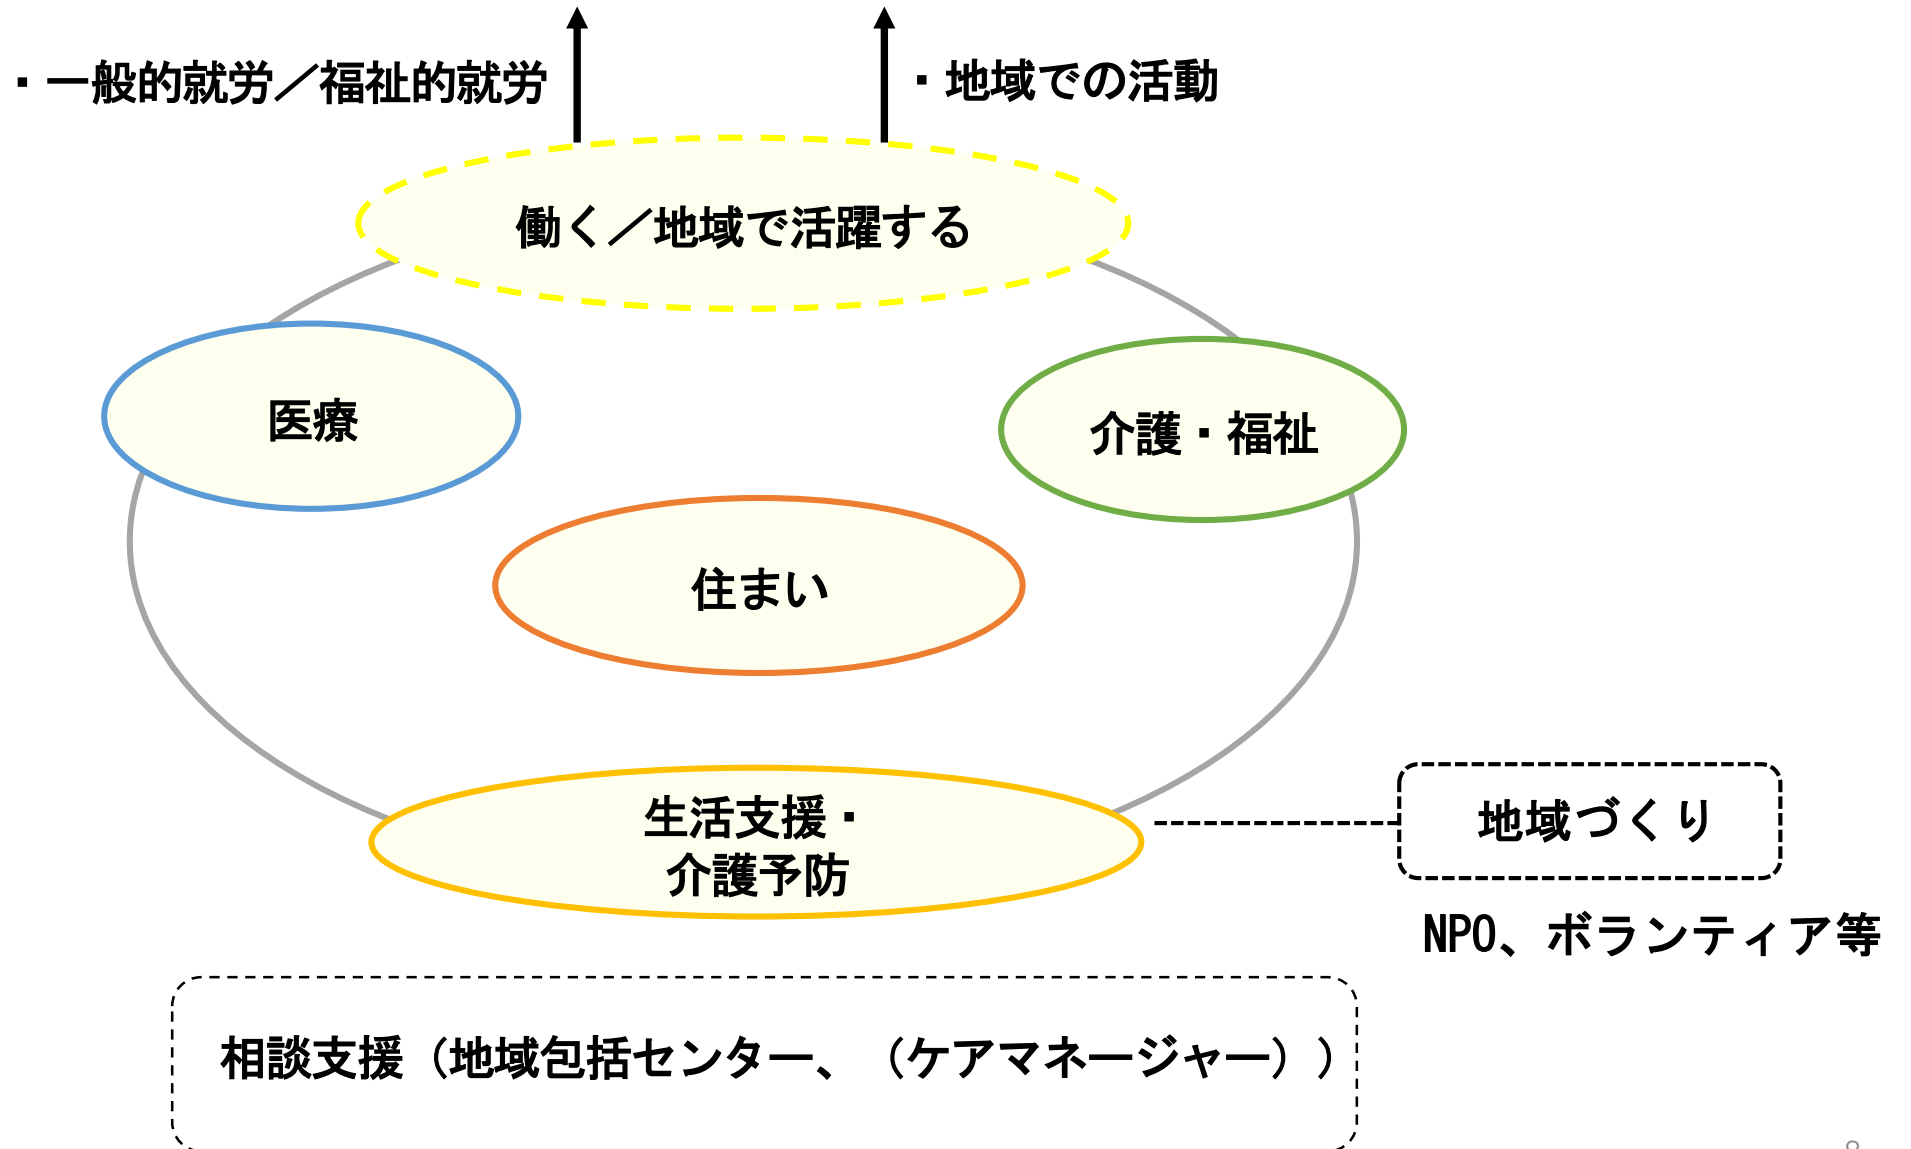 ・一般的就労／福祉的就労
・地域での活動
働く／地域で活躍する
医療
介護・福祉
住まい
生活支援・
介護予防
地域づくり
NPO、ボランティア等
相談支援（地域包括センター、（ケアマネージャー））